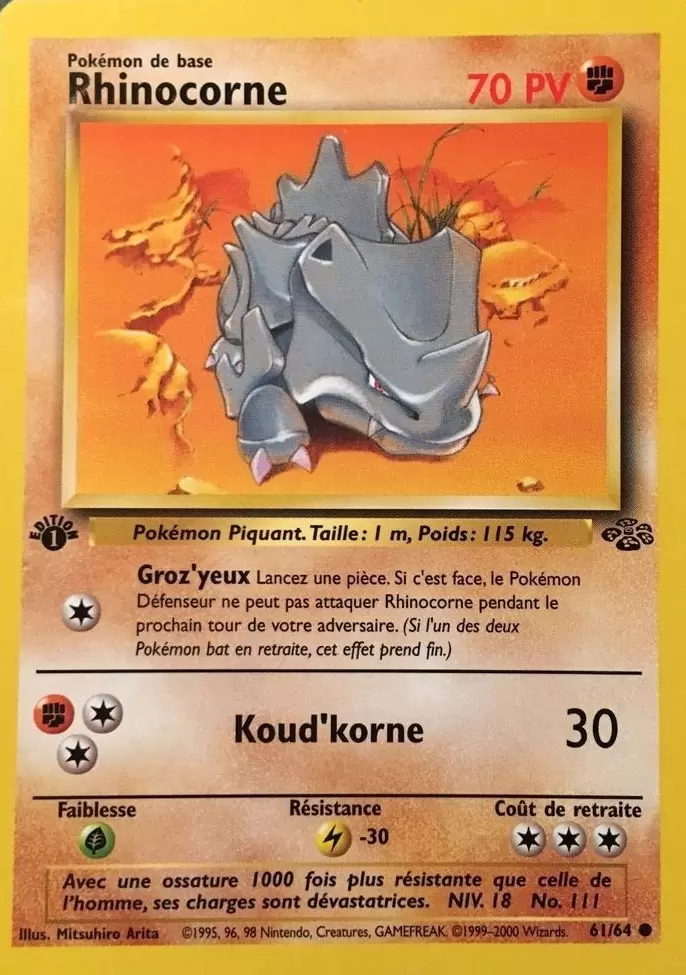 Pokémon de base
Rhinocorne
70 PV
EDITION
1
Pokémon Piquant. Taille: 1 m, Poids: 115 kg.
Groz'yeux Lancez une pièce. Si c'est face, le Pokémon
Défenseur ne peut pas attaquer Rhinocorne pendant le
prochain tour de votre adversaire. (Si l'un des deux
Pokémon bat en retraite, cet effet prend fin.)
Koud'korne 30
Faiblesse Résistance Coût de retraite
-30
Avec une ossature 1000 fois plus résistante que celle de
l'homme, ses charges sont dévastatrices. NIV. 18 No. 111
Illus. Mitsuhiro Arita ©1995, 96, 98 Nintendo, Creatures, GAMEFREAK. ©1999-2000 Wizards. 61/64